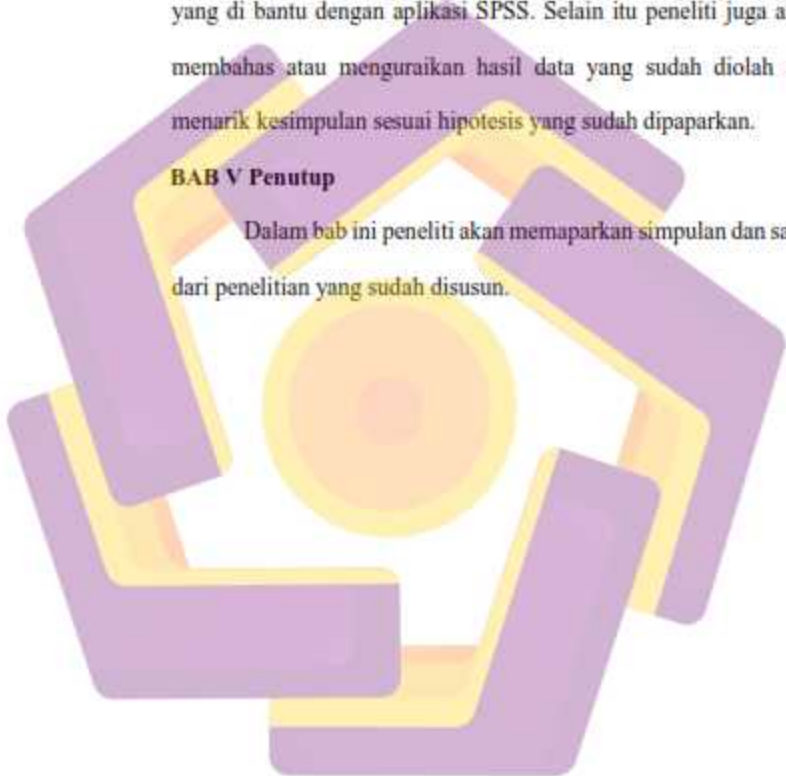 yang di bantu dengan aplikasi SPSS. Selain itu peneliti juga a
membahas atau menguraikan hasil data yang sudah diolah
menarik kesimpulan sesuai hipotesis yang sudah dipaparkan.
BAB V Penutup
Dalam bab ini peneliti akan memaparkan simpulan dan sa
dari penelitian yang sudah disusun.